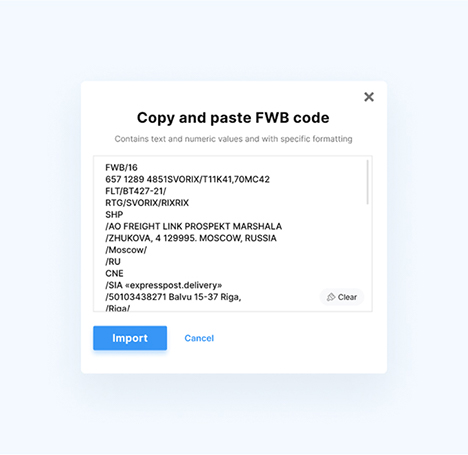 Copy and paste FWB code
Contains text and numeric values and with specific formatting
FWB/16
657 1289 4851SVORIX/T11K41,70MC42
FLT/BT427-21/
RTG/SVORIX/RIXRIX
SHP
/AO FREIGHT LINK PROSPEKT MARSHALA
/ZHUKOVA, 4 129995. MOSCOW, RUSSIA
/Moscow/
/RU
CNE
/SIA «expresspost.delivery»
/50103438271 Balvu 15-37 Riga,
/Riga/
Clear
Import
Cancel